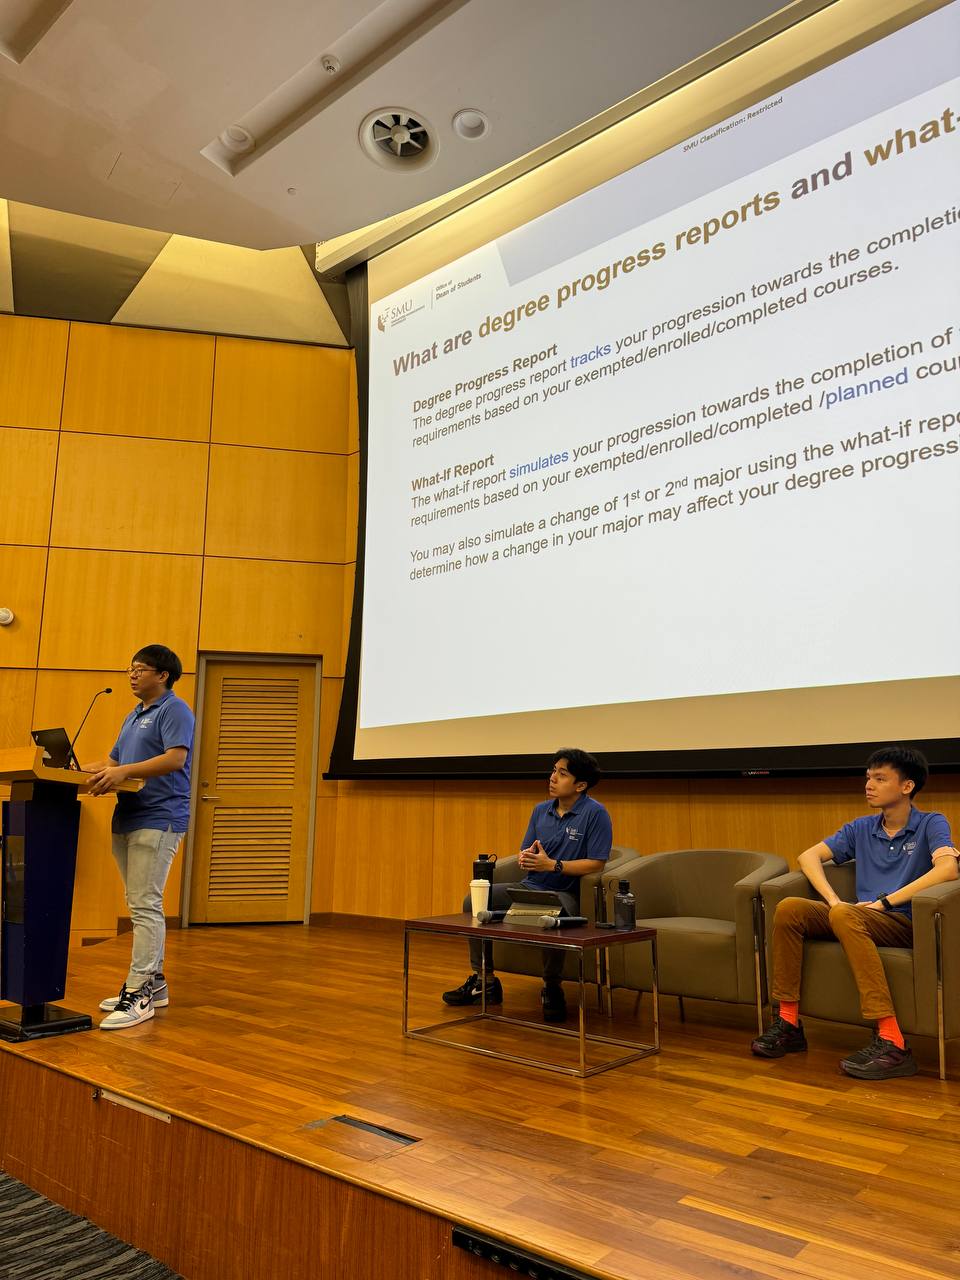 SMU Classification: Restricted
SMU
Office of
Dean of Students
What are degree progress reports and what-
Degree Progress Report
The degree progress report tracks your progression towards the
requirements based on your exempted/enrolled/completed courses.
What-If Report
The what-if report simulates your progression towards the completion of
requirements based on your exempted/enrolled/completed /planned
You may also simulate a change of 1st or 2nd major using the what-if
determine how a change in your major may affect your degree